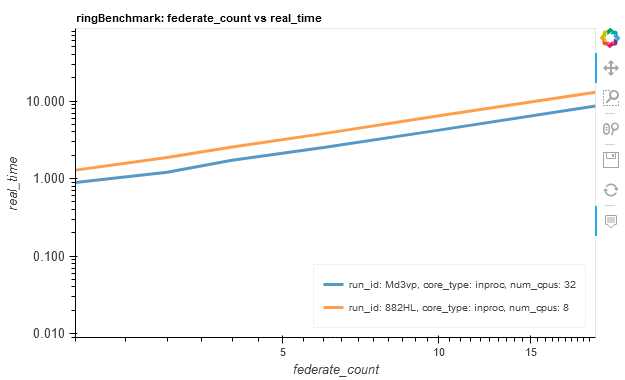 ringBenchmark: federate_count vs real_time
10.000
1.000
0.100
0.010
real_time
run_id: Md3vp, core_type: inproc, num_cpus: 32
run_id: 882HL, core_type: inproc, num_cpus: 8
5
10
15
federate_count